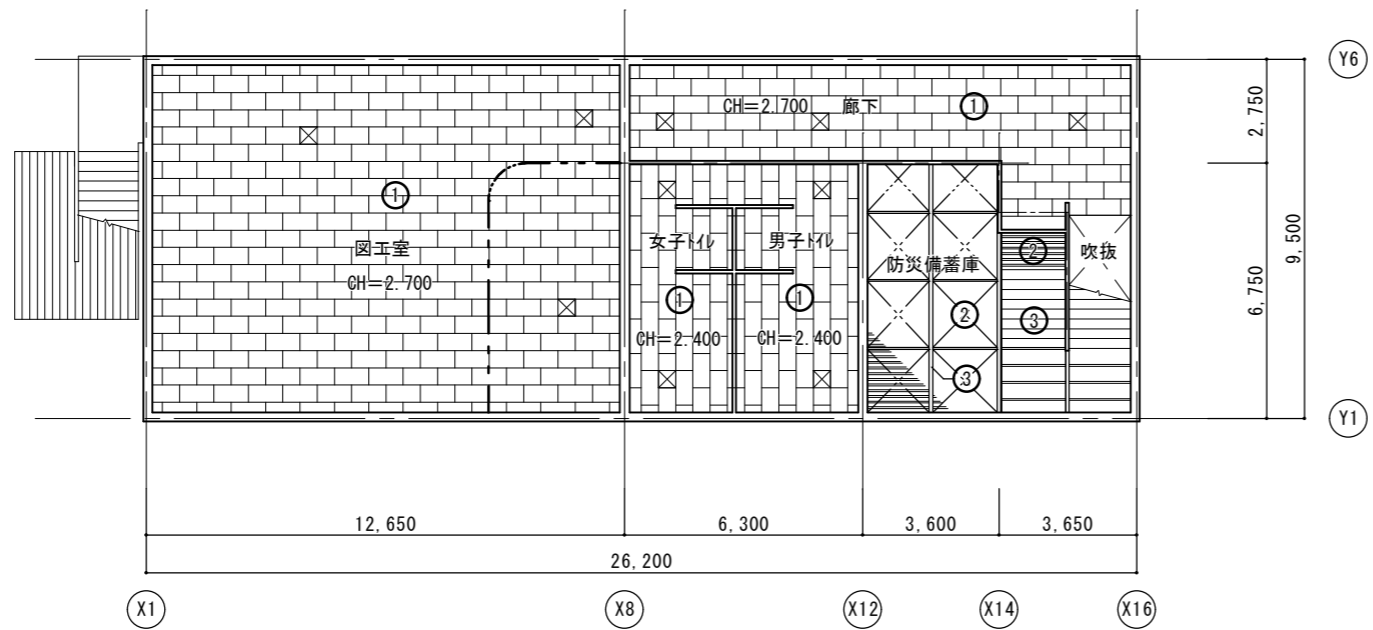 Y6
CH=2.700 廊下 ①
2,750
①
図工室
CH=2.700
女子ﾄｲﾚ
男子ﾄｲﾚ
②
吹抜
防災備蓄庫
9,500
6,750
①
①
②
③
CH=2.400
CH=2.400
③
Y1
12,650
6,300
3,600
3,650
26,200
X1
X8
X12
X14
X16